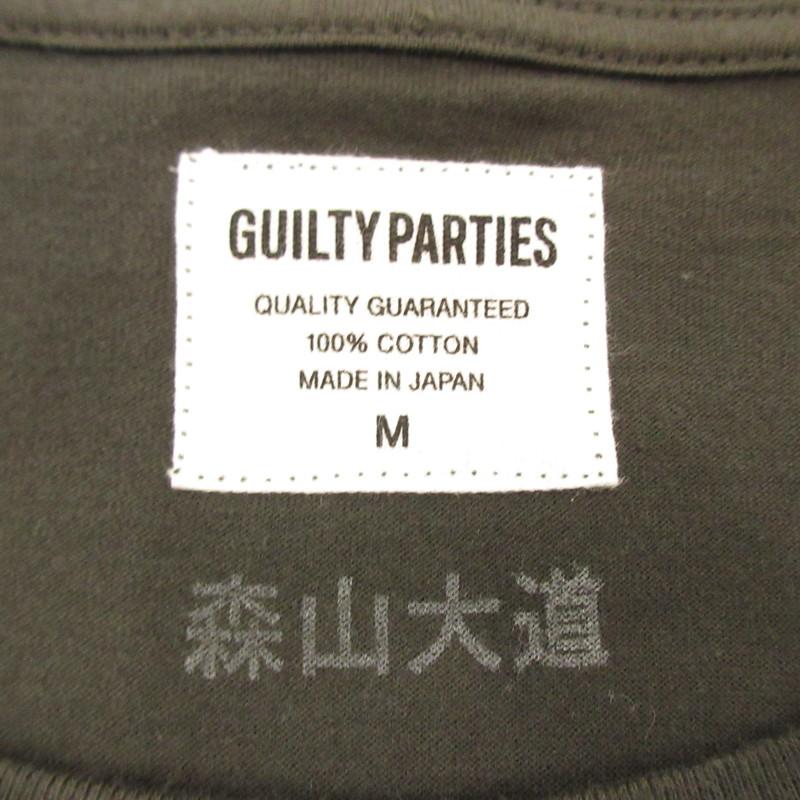 GUILTY PARTIES
QUALITY GUARANTEED
100% COTTON
MADE IN JAPAN
M
森山大道